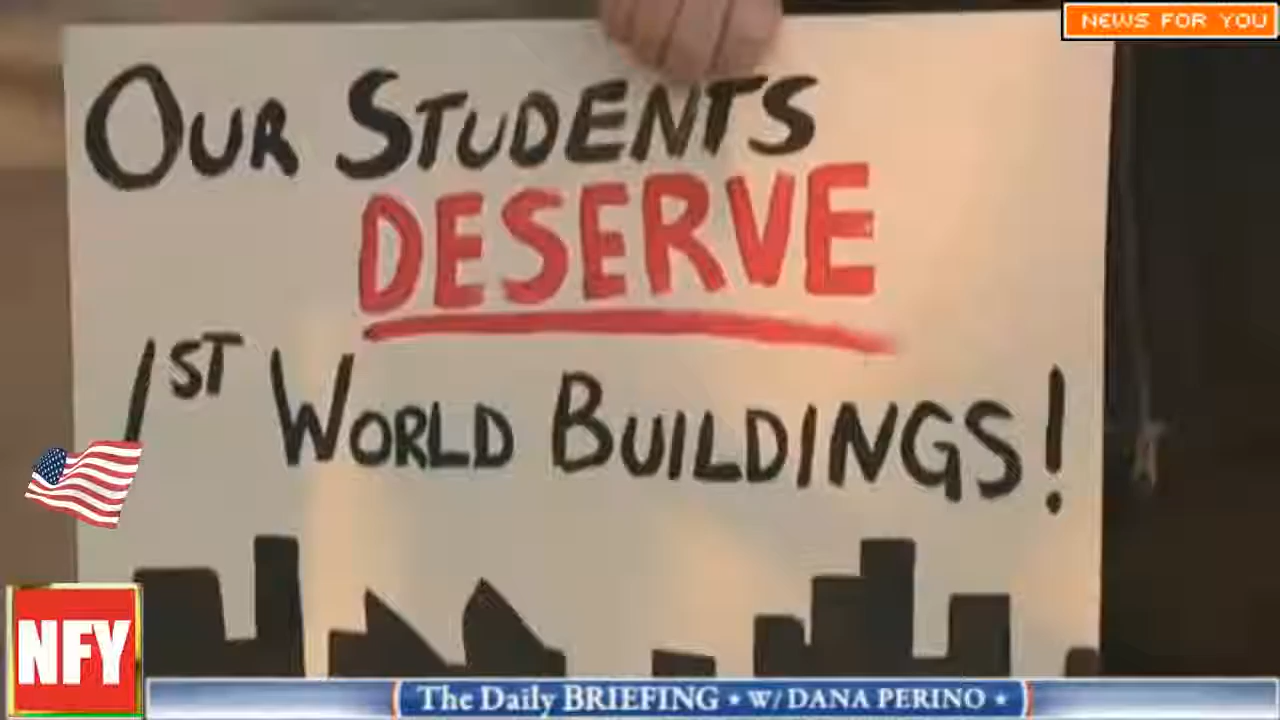 NEWS FOR YOU
OUR STUDENTS
DESERVE
1ST WORLD BUILDINGS!
NFY
The Daily BRIEFING ★ W/ DANA PERINO ★